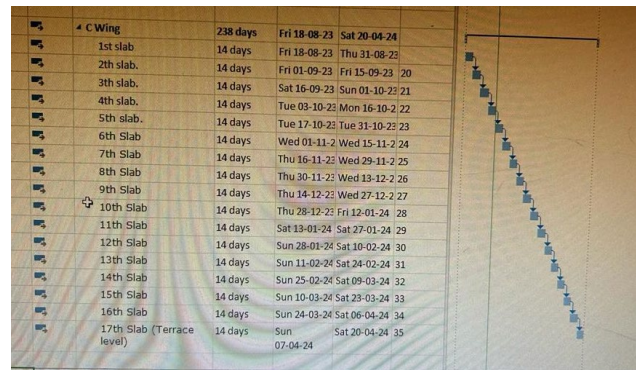 C Wing 238 days Fri 18-08-23 Sat 20-04-24
1st slab 14 days Fri 18-08-23 Thu 31-08-23
2th slab. 14 days Fri 01-09-23 Fri 15-09-23 20
3th slab. 14 days Sat 16-09-23 Sun 01-10-23 21
4th slab. 14 days Tue 03-10-23 Mon 16-10-2 22
5th slab. 14 days Tue 17-10-23 Tue 31-10-23 23
6th Slab 14 days Wed 01-11-2 Wed 15-11-2 24
7th Slab 14 days Thu 16-11-23 Wed 29-11-2 25
8th Slab 14 days Thu 30-11-23 Wed 13-12-2 26
9th Slab 14 days Thu 14-12-23 Wed 27-12-2 27
10th Slab 14 days Thu 28-12-23 Fri 12-01-24 28
11th Slab 14 days Sat 13-01-24 Sat 27-01-24 29
12th Slab 14 days Sun 28-01-24 Sat 10-02-24 30
13th Slab 14 days Sun 11-02-24 Sat 24-02-24 31
14th Slab 14 days Sun 25-02-24 Sat 09-03-24 32
15th Slab 14 days Sun 10-03-24 Sat 23-03-24 33
16th Slab 14 days Sun 24-03-24 Sat 06-04-24 34
17th Slab (Terrace 14 days Sun Sat 20-04-24 35
level) 07-04-24